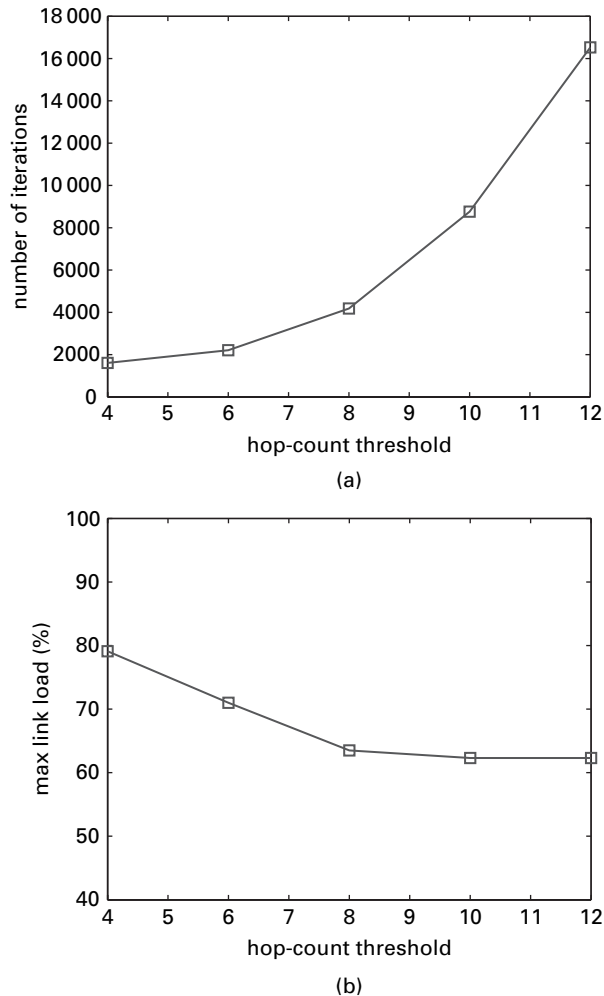 18 000
16 000
14 000
12 000
10 000
8000
6000
4000
2000
0
number of iterations
4 5 6 7 8 9 10 11 12
hop-count threshold
(a)
100
90
80
70
60
50
40
max link load (%)
4 5 6 7 8 9 10 11 12
hop-count threshold
(b)